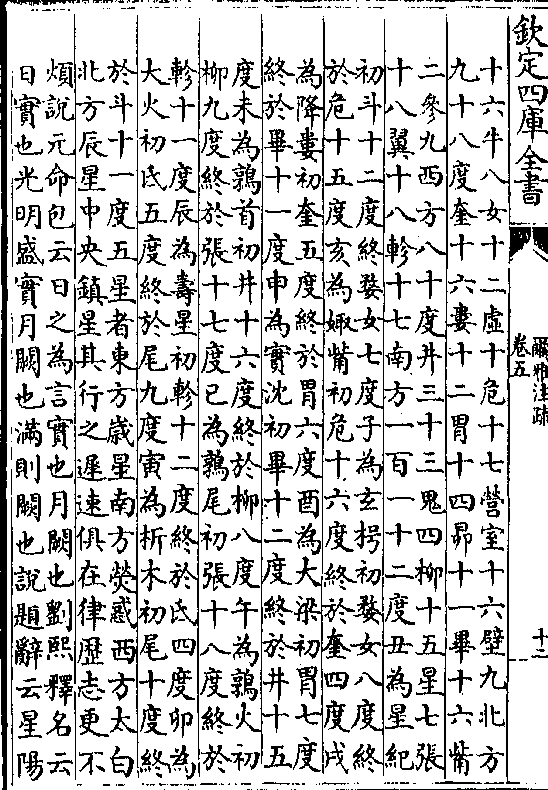 欽定四庫全書
爾雅注疏
卷五
十二
十六牛八女十二虛十危十七營室十六壁九北方
九十八度奎十六婁十二胃十四昴十一畢十六觜
二參九西方八十度井三十三鬼四柳十五星七張
十八翼十八軫十七南方一百一十二度丑為星紀
初斗十二度終婺女七度子為玄枵初婺女八度終
於危十五度亥為娵觜初危十六度終於奎四度戌
為降婁初奎五度終於胃六度酉為大梁初胃七度
終於畢十一度申為實沈初畢十二度終於井十五
度未為鶉首初井十六度終於柳八度午為鶉火初
柳九度終於張十七度巳為鶉尾初張十八度終於
軫十一度辰為壽星初軫十二度終於氐四度卯為
大火初氐五度終於尾九度寅為析木初尾十度終
於斗十一度五星者東方歲星南方熒惑西方太白
北方辰星中央鎮星其行之遲速俱在律歷志更不
煩說元命包云日之為言實也月闕也劉熙釋名云
日實也光明盛實月闕也滿則闕也說題辭云星陽